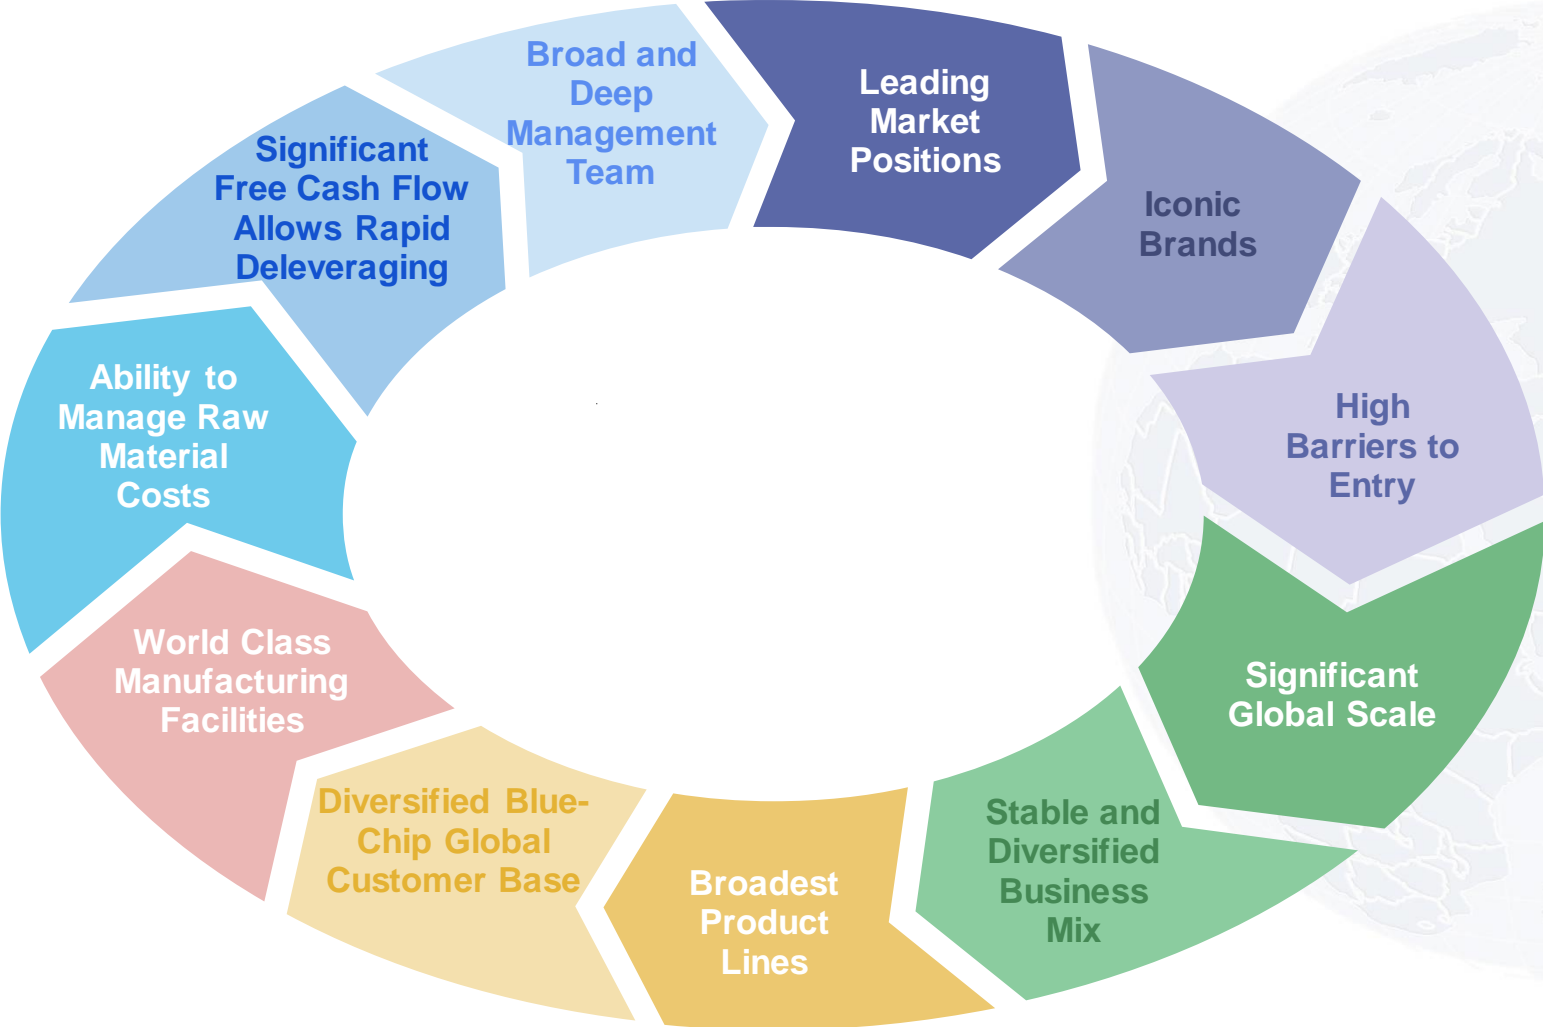 Leading
Market
Positions
Iconic
Brands
High
Barriers to
Entry
Significant
Global Scale
Stable and
Diversified
Business
Mix
Broadest
Product
Lines
Diversified Blue-
Chip Global
Customer Base
World Class
Manufacturing
Facilities
Ability to
Manage Raw
Material
Costs
Significant
Free Cash Flow
Allows Rapid
Deleveraging
Broad and
Deep
Management
Team